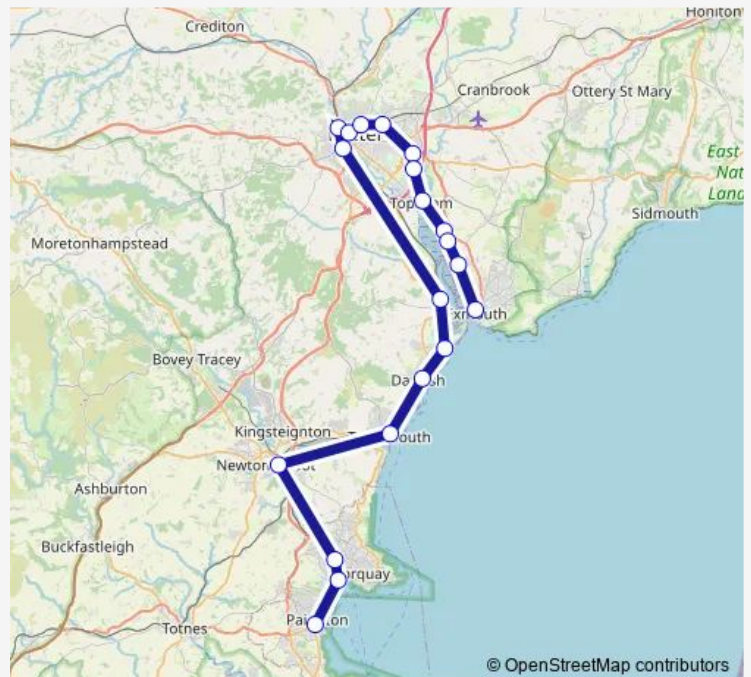 Honiton
Crediton
Cranbrook
Ottery St Mary
East
Nat
Land
Sidmouth
Moretonhampstead
Bovey Tracey
Kingsteignton
Ashburton
Buckfastleigh
Totnes
© OpenStreetMap contributors